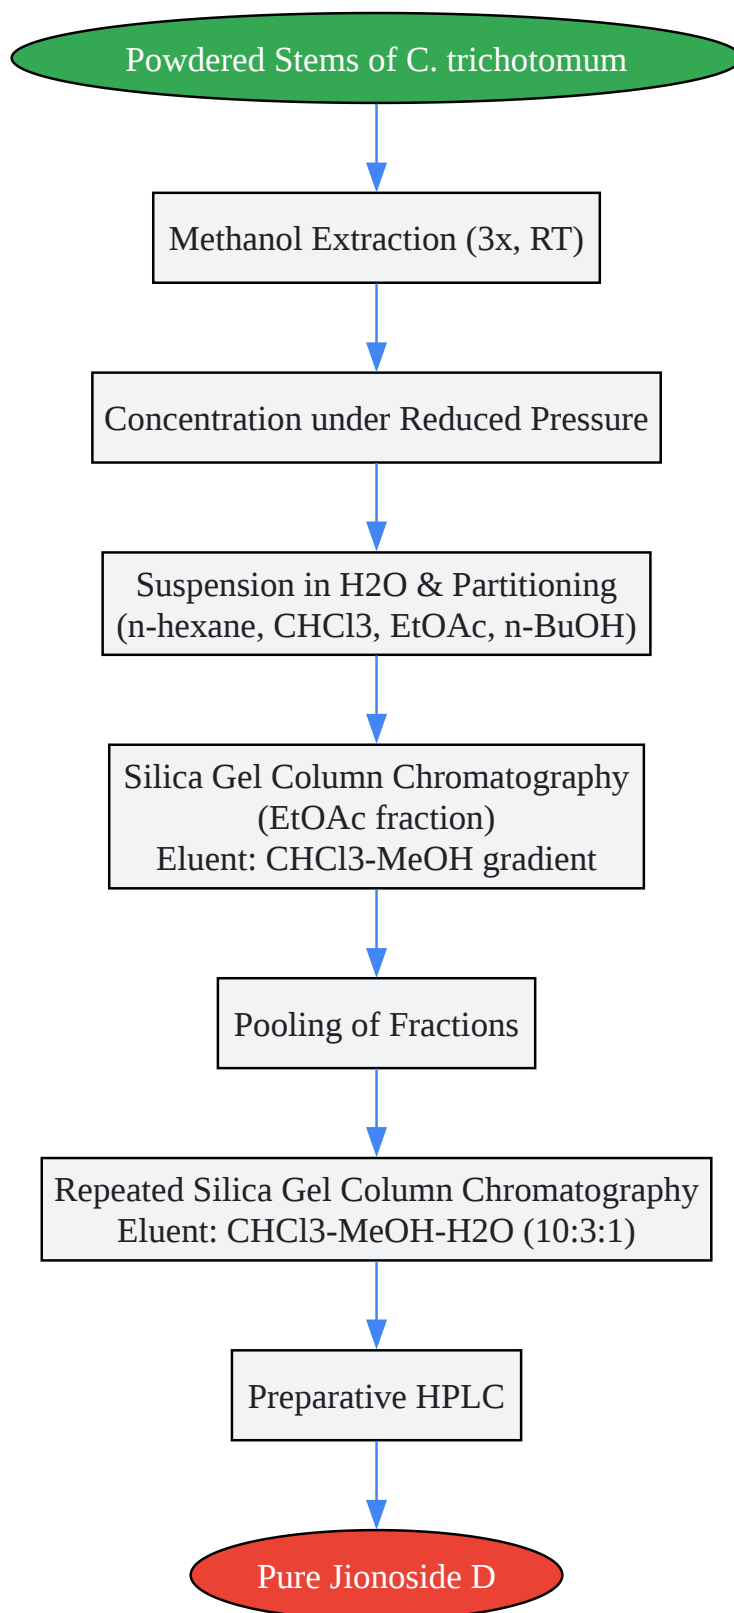 Powdered Stems of C. trichotomum
Methanol Extraction (3x, RT)
Concentration under Reduced Pressure
Suspension in H2O & Partitioning
(n-hexane, CHCl3, EtOAc, n-BuOH)
Silica Gel Column Chromatography
(EtOAc fraction)
Eluent: CHCl3-MeOH gradient
Pooling of Fractions
Repeated Silica Gel Column Chromatography
Eluent: CHCl3-MeOH-H2O (10:3:1)
Preparative HPLC
Pure Jionoside D